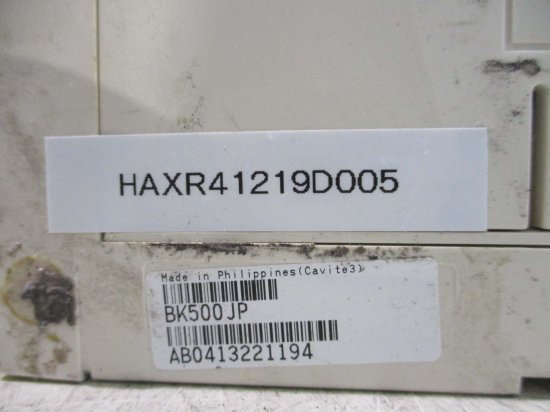 HAXR41219D005
Made in Philippines(Cavite3)
BK500JP
AB0413221194